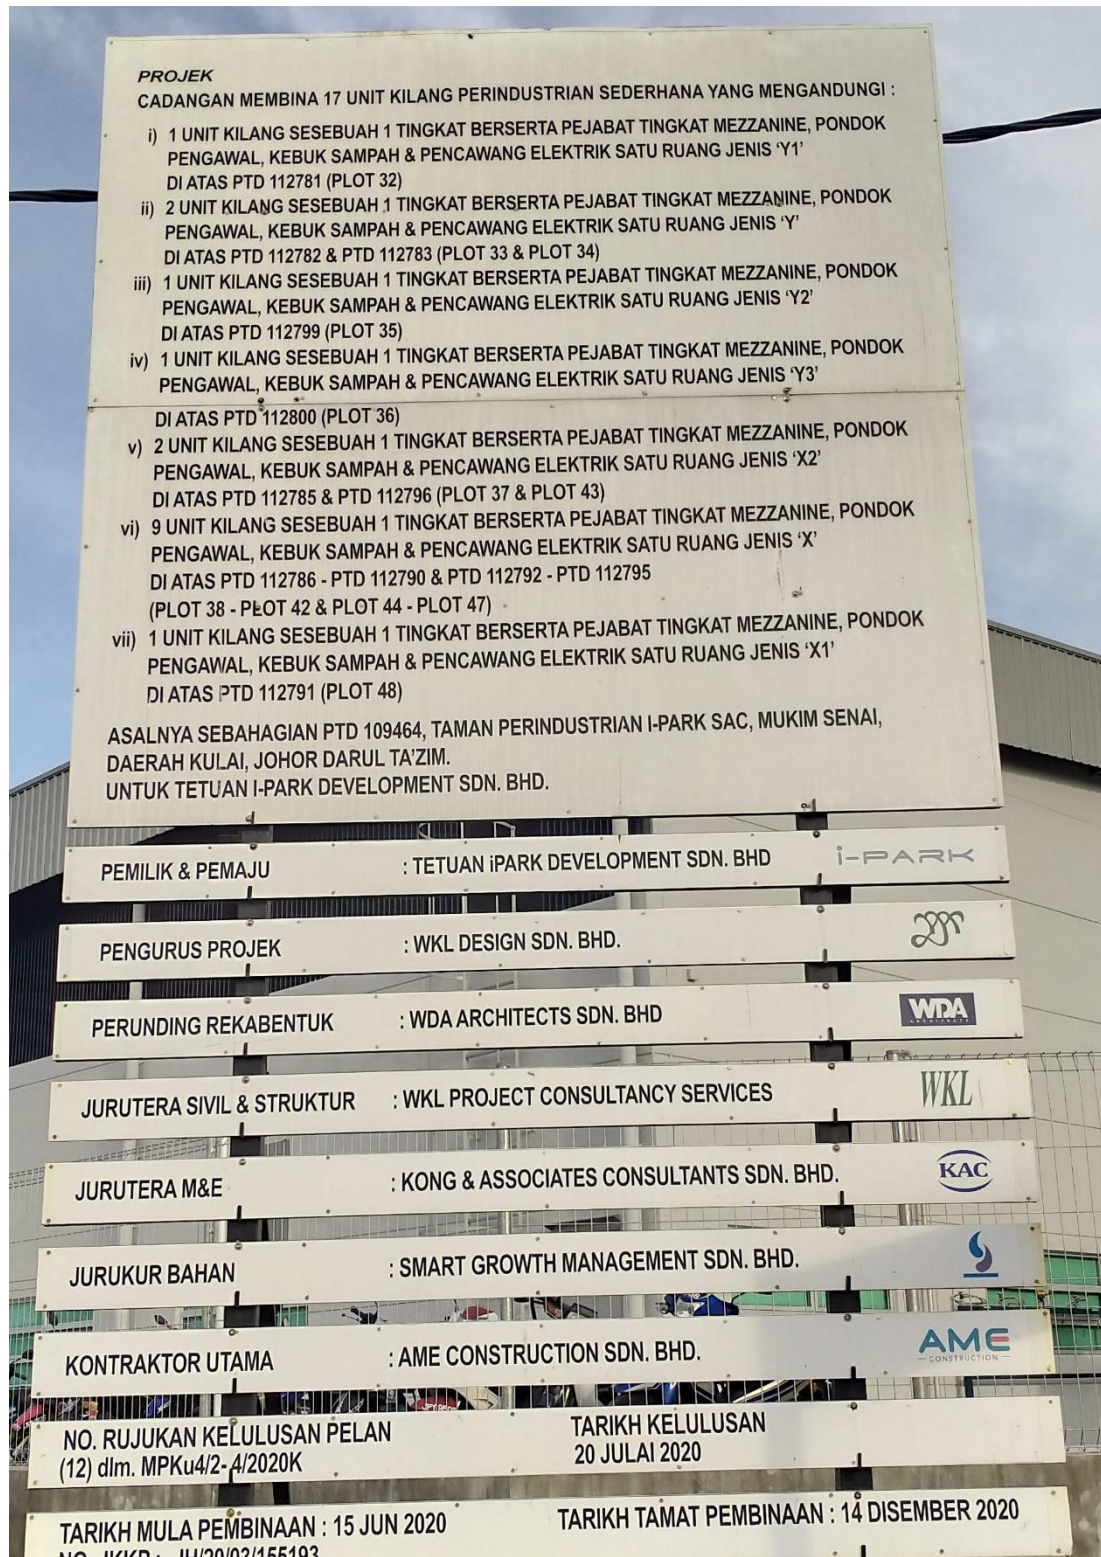 PROJEK
CADANGAN MEMBINA 17 UNIT KILANG PERINDUSTRIAN SEDERHANA YANG MENGANDUNGI :
i) 1 UNIT KILANG SESEBUAH 1 TINGKAT BERSERTA PEJABAT TINGKAT MEZZANINE, PONDOK
PENGAWAL, KEBUK SAMPAH & PENCAWANG ELEKTRIK SATU RUANG JENIS ‘Y1’
DI ATAS PTD 112781 (PLOT 32)
ii) 2 UNIT KILANG SESEBUAH 1 TINGKAT BERSERTA PEJABAT TINGKAT MEZZANINE, PONDOK
PENGAWAL, KEBUK SAMPAH & PENCAWANG ELEKTRIK SATU RUANG JENIS ‘Y’
DI ATAS PTD 112782 & PTD 112783 (PLOT 33 & PLOT 34)
iii) 1 UNIT KILANG SESEBUAH 1 TINGKAT BERSERTA PEJABAT TINGKAT MEZZANINE, PONDOK
PENGAWAL, KEBUK SAMPAH & PENCAWANG ELEKTRIK SATU RUANG JENIS ‘Y2’
DI ATAS PTD 112799 (PLOT 35)
iv) 1 UNIT KILANG SESEBUAH 1 TINGKAT BERSERTA PEJABAT TINGKAT MEZZANINE, PONDOK
PENGAWAL, KEBUK SAMPAH & PENCAWANG ELEKTRIK SATU RUANG JENIS ‘Y3’
DI ATAS PTD 112800 (PLOT 36)
v) 2 UNIT KILANG SESEBUAH 1 TINGKAT BERSERTA PEJABAT TINGKAT MEZZANINE, PONDOK
PENGAWAL, KEBUK SAMPAH & PENCAWANG ELEKTRIK SATU RUANG JENIS ‘X2’
DI ATAS PTD 112785 & PTD 112796 (PLOT 37 & PLOT 43)
vi) 9 UNIT KILANG SESEBUAH 1 TINGKAT BERSERTA PEJABAT TINGKAT MEZZANINE, PONDOK
PENGAWAL, KEBUK SAMPAH & PENCAWANG ELEKTRIK SATU RUANG JENIS ‘X’
DI ATAS PTD 112786 - PTD 112790 & PTD 112792 - PTD 112795
(PLOT 38 - PLOT 42 & PLOT 44 - PLOT 47)
vii) 1 UNIT KILANG SESEBUAH 1 TINGKAT BERSERTA PEJABAT TINGKAT MEZZANINE, PONDOK
PENGAWAL, KEBUK SAMPAH & PENCAWANG ELEKTRIK SATU RUANG JENIS ‘X1’
DI ATAS PTD 112791 (PLOT 48)
ASALNYA SEBAHAGIAN PTD 109464, TAMAN PERINDUSTRIAN I-PARK SAC, MUKIM SENAI,
DAERAH KULAI, JOHOR DARUL TA’ZIM.
UNTUK TETUAN I-PARK DEVELOPMENT SDN. BHD.
PEMILIK & PEMAJU : TETUAN iPARK DEVELOPMENT SDN. BHD i-PARK
PENGURUS PROJEK : WKL DESIGN SDN. BHD.
PERUNDING REKABENTUK : WDA ARCHITECTS SDN. BHD WDA
ARCHITECTS
JURUTERA SIVIL & STRUKTUR : WKL PROJECT CONSULTANCY SERVICES WKL
JURUTERA M&E : KONG & ASSOCIATES CONSULTANTS SDN. BHD. KAC
JURUKUR BAHAN : SMART GROWTH MANAGEMENT SDN. BHD.
KONTRAKTOR UTAMA : AME CONSTRUCTION SDN. BHD. AME
CONSTRUCTION
NO. RUJUKAN KELULUSAN PELAN TARIKH KELULUSAN
(12) dlm. MPKu4/2- 4/2020K 20 JULAI 2020
TARIKH MULA PEMBINAAN : 15 JUN 2020 TARIKH TAMAT PEMBINAAN : 14 DISEMBER 2020
NO. JKKP : JH/20/03/155193